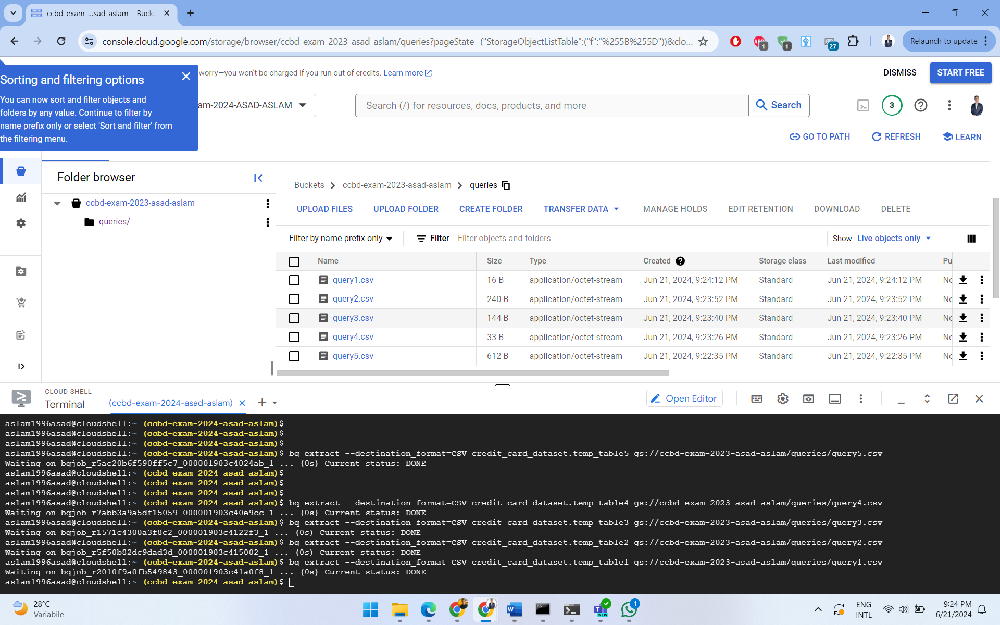 ccbd-exam-...sad-aslam – Bucke
console.cloud.google.com/storage/browser/ccbd-exam-2023-asad-aslam/queries?pageState=("StorageObjectListTable":("f":"%255B%255D"))&clo...
1
1
27
Relaunch to update
worry—you won't be charged if you run out of credits. Learn more
DISMISS
START FREE
Sorting and filtering options
You can now sort and filter objects and
folders by any value. Continue to filter by
name prefix only or select 'Sort and filter' from
the filtering menu.
am-2024-ASAD-ASLAM
Search (/) for resources, docs, products, and more
Search
3
GO TO PATH
REFRESH
LEARN
Folder browser
ccbd-exam-2023-asad-aslam
queries/
Buckets
ccbd-exam-2023-asad-aslam
queries
UPLOAD FILES
UPLOAD FOLDER
CREATE FOLDER
TRANSFER DATA
MANAGE HOLDS
EDIT RETENTION
DOWNLOAD
DELETE
Filter by name prefix only
Filter
Filter objects and folders
Show
Live objects only
Name Size Type Created Storage class Last modified Pu
query1.csv 16 B application/octet-stream Jun 21, 2024, 9:24:12 PM Standard Jun 21, 2024, 9:24:12 PM Nc
query2.csv 240 B application/octet-stream Jun 21, 2024, 9:23:52 PM Standard Jun 21, 2024, 9:23:52 PM Nc
query3.csv 144 B application/octet-stream Jun 21, 2024, 9:23:40 PM Standard Jun 21, 2024, 9:23:40 PM Nc
query4.csv 33 B application/octet-stream Jun 21, 2024, 9:23:26 PM Standard Jun 21, 2024, 9:23:26 PM Nc
query5.csv 612 B application/octet-stream Jun 21, 2024, 9:22:35 PM Standard Jun 21, 2024, 9:22:35 PM Nc
CLOUD SHELL
Terminal
(ccbd-exam-2024-asad-aslam)
Open Editor
aslam1996asad@cloudshell:~ (ccbd-exam-2024-asad-aslam)$
aslam1996asad@cloudshell:~ (ccbd-exam-2024-asad-aslam)$
aslam1996asad@cloudshell:~ (ccbd-exam-2024-asad-aslam)$
aslam1996asad@cloudshell:~ (ccbd-exam-2024-asad-aslam)$ bq extract --destination_format=CSV credit_card_dataset.temp_table5 gs://ccbd-exam-2023-asad-aslam/queries/query5.csv
Waiting on bqjob_r5ac20b6f590ff5c7_000001903c4024ab_1 ... (0s) Current status: DONE
aslam1996asad@cloudshell:~ (ccbd-exam-2024-asad-aslam)$
aslam1996asad@cloudshell:~ (ccbd-exam-2024-asad-aslam)$
aslam1996asad@cloudshell:~ (ccbd-exam-2024-asad-aslam)$
aslam1996asad@cloudshell:~ (ccbd-exam-2024-asad-aslam)$ bq extract --destination_format=CSV credit_card_dataset.temp_table4 gs://ccbd-exam-2023-asad-aslam/queries/query4.csv
Waiting on bqjob_r7abb3a9a5df15059_000001903c40e9cc_1 ... (0s) Current status: DONE
aslam1996asad@cloudshell:~ (ccbd-exam-2024-asad-aslam)$ bq extract --destination_format=CSV credit_card_dataset.temp_table3 gs://ccbd-exam-2023-asad-aslam/queries/query3.csv
Waiting on bqjob_r1571c4300a3f8c2_000001903c4122f3_1 ... (0s) Current status: DONE
aslam1996asad@cloudshell:~ (ccbd-exam-2024-asad-aslam)$ bq extract --destination_format=CSV credit_card_dataset.temp_table2 gs://ccbd-exam-2023-asad-aslam/queries/query2.csv
Waiting on bqjob_r5f50b82dc9dad3d_000001903c415002_1 ... (0s) Current status: DONE
aslam1996asad@cloudshell:~ (ccbd-exam-2024-asad-aslam)$ bq extract --destination_format=CSV credit_card_dataset.temp_table1 gs://ccbd-exam-2023-asad-aslam/queries/query1.csv
Waiting on bqjob_r2010f9a0fb549843_000001903c41a0f8_1 ... (0s) Current status: DONE
aslam1996asad@cloudshell:~ (ccbd-exam-2024-asad-aslam)$
28°C
Variabile
NEW
1
ENG
INTL
9:24 PM
6/21/2024